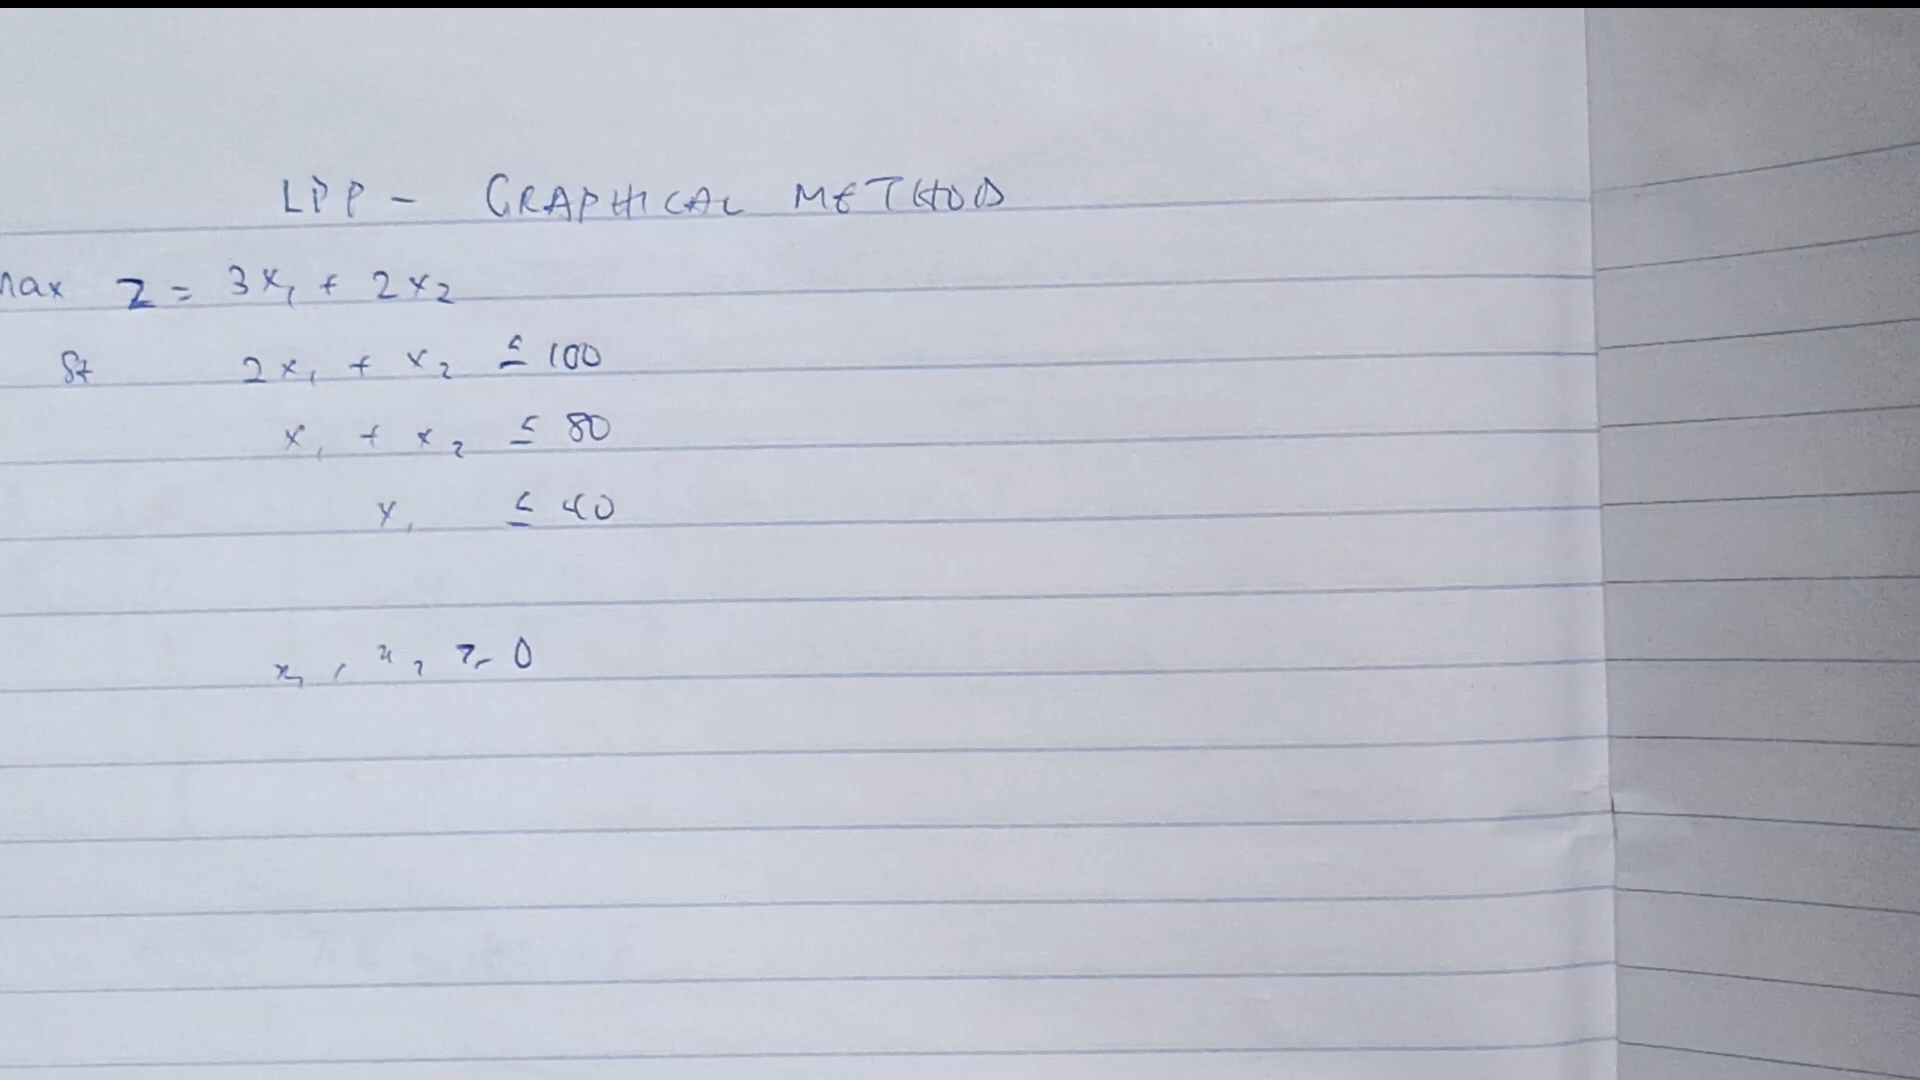 LPP - GRAPHICAL METHOD
Max Z = 3x₁ + 2x₂
St 2x₁ + x₂ ≤ 100
x₁ + x₂ ≤ 80
x₁ ≤ 40
x₁, x₂ ≥ 0